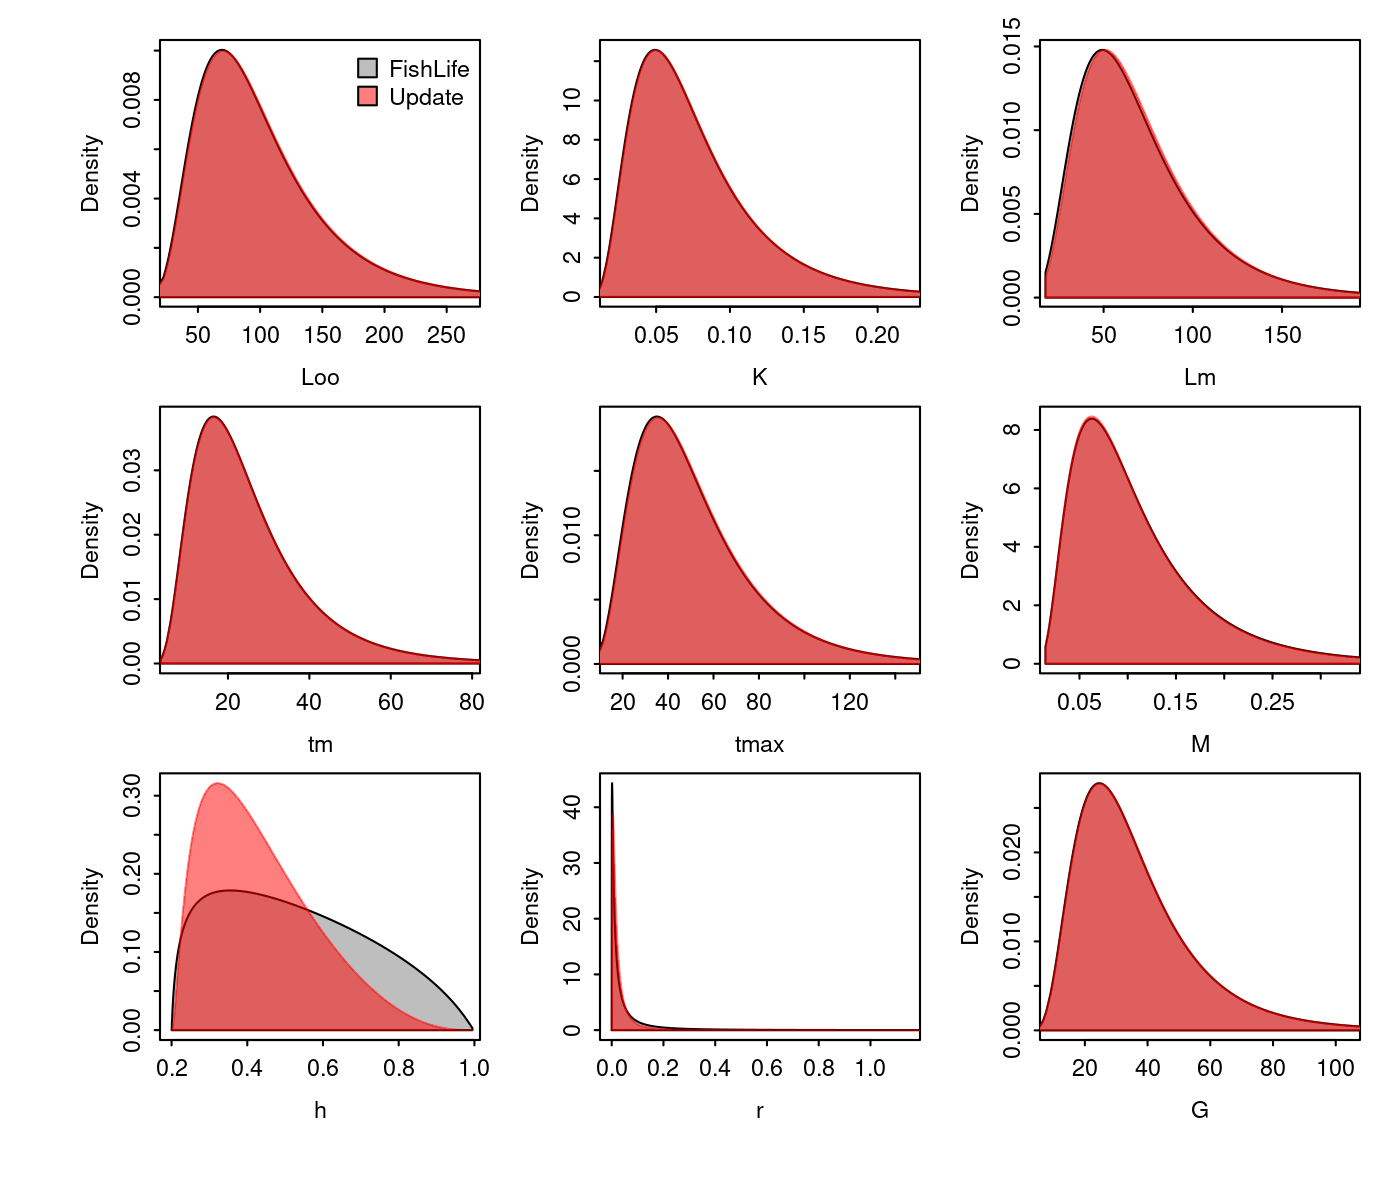 FishLife
Update
Density
0.000 0.004 0.008
50 100 150 200 250
Loo
Density
0 2 4 6 8 10
0.05 0.10 0.15 0.20
K
Density
0.000 0.005 0.010 0.015
50 100 150
Lm
Density
0.00 0.01 0.02 0.03
20 40 60 80
tm
Density
0.000 0.010
20 40 60 80 120
tmax
Density
0 2 4 6 8
0.05 0.15 0.25
M
Density
0.00 0.10 0.20 0.30
0.2 0.4 0.6 0.8 1.0
h
Density
0 10 20 30 40
0.0 0.2 0.4 0.6 0.8 1.0
r
Density
0.000 0.010 0.020
20 40 60 80 100
G